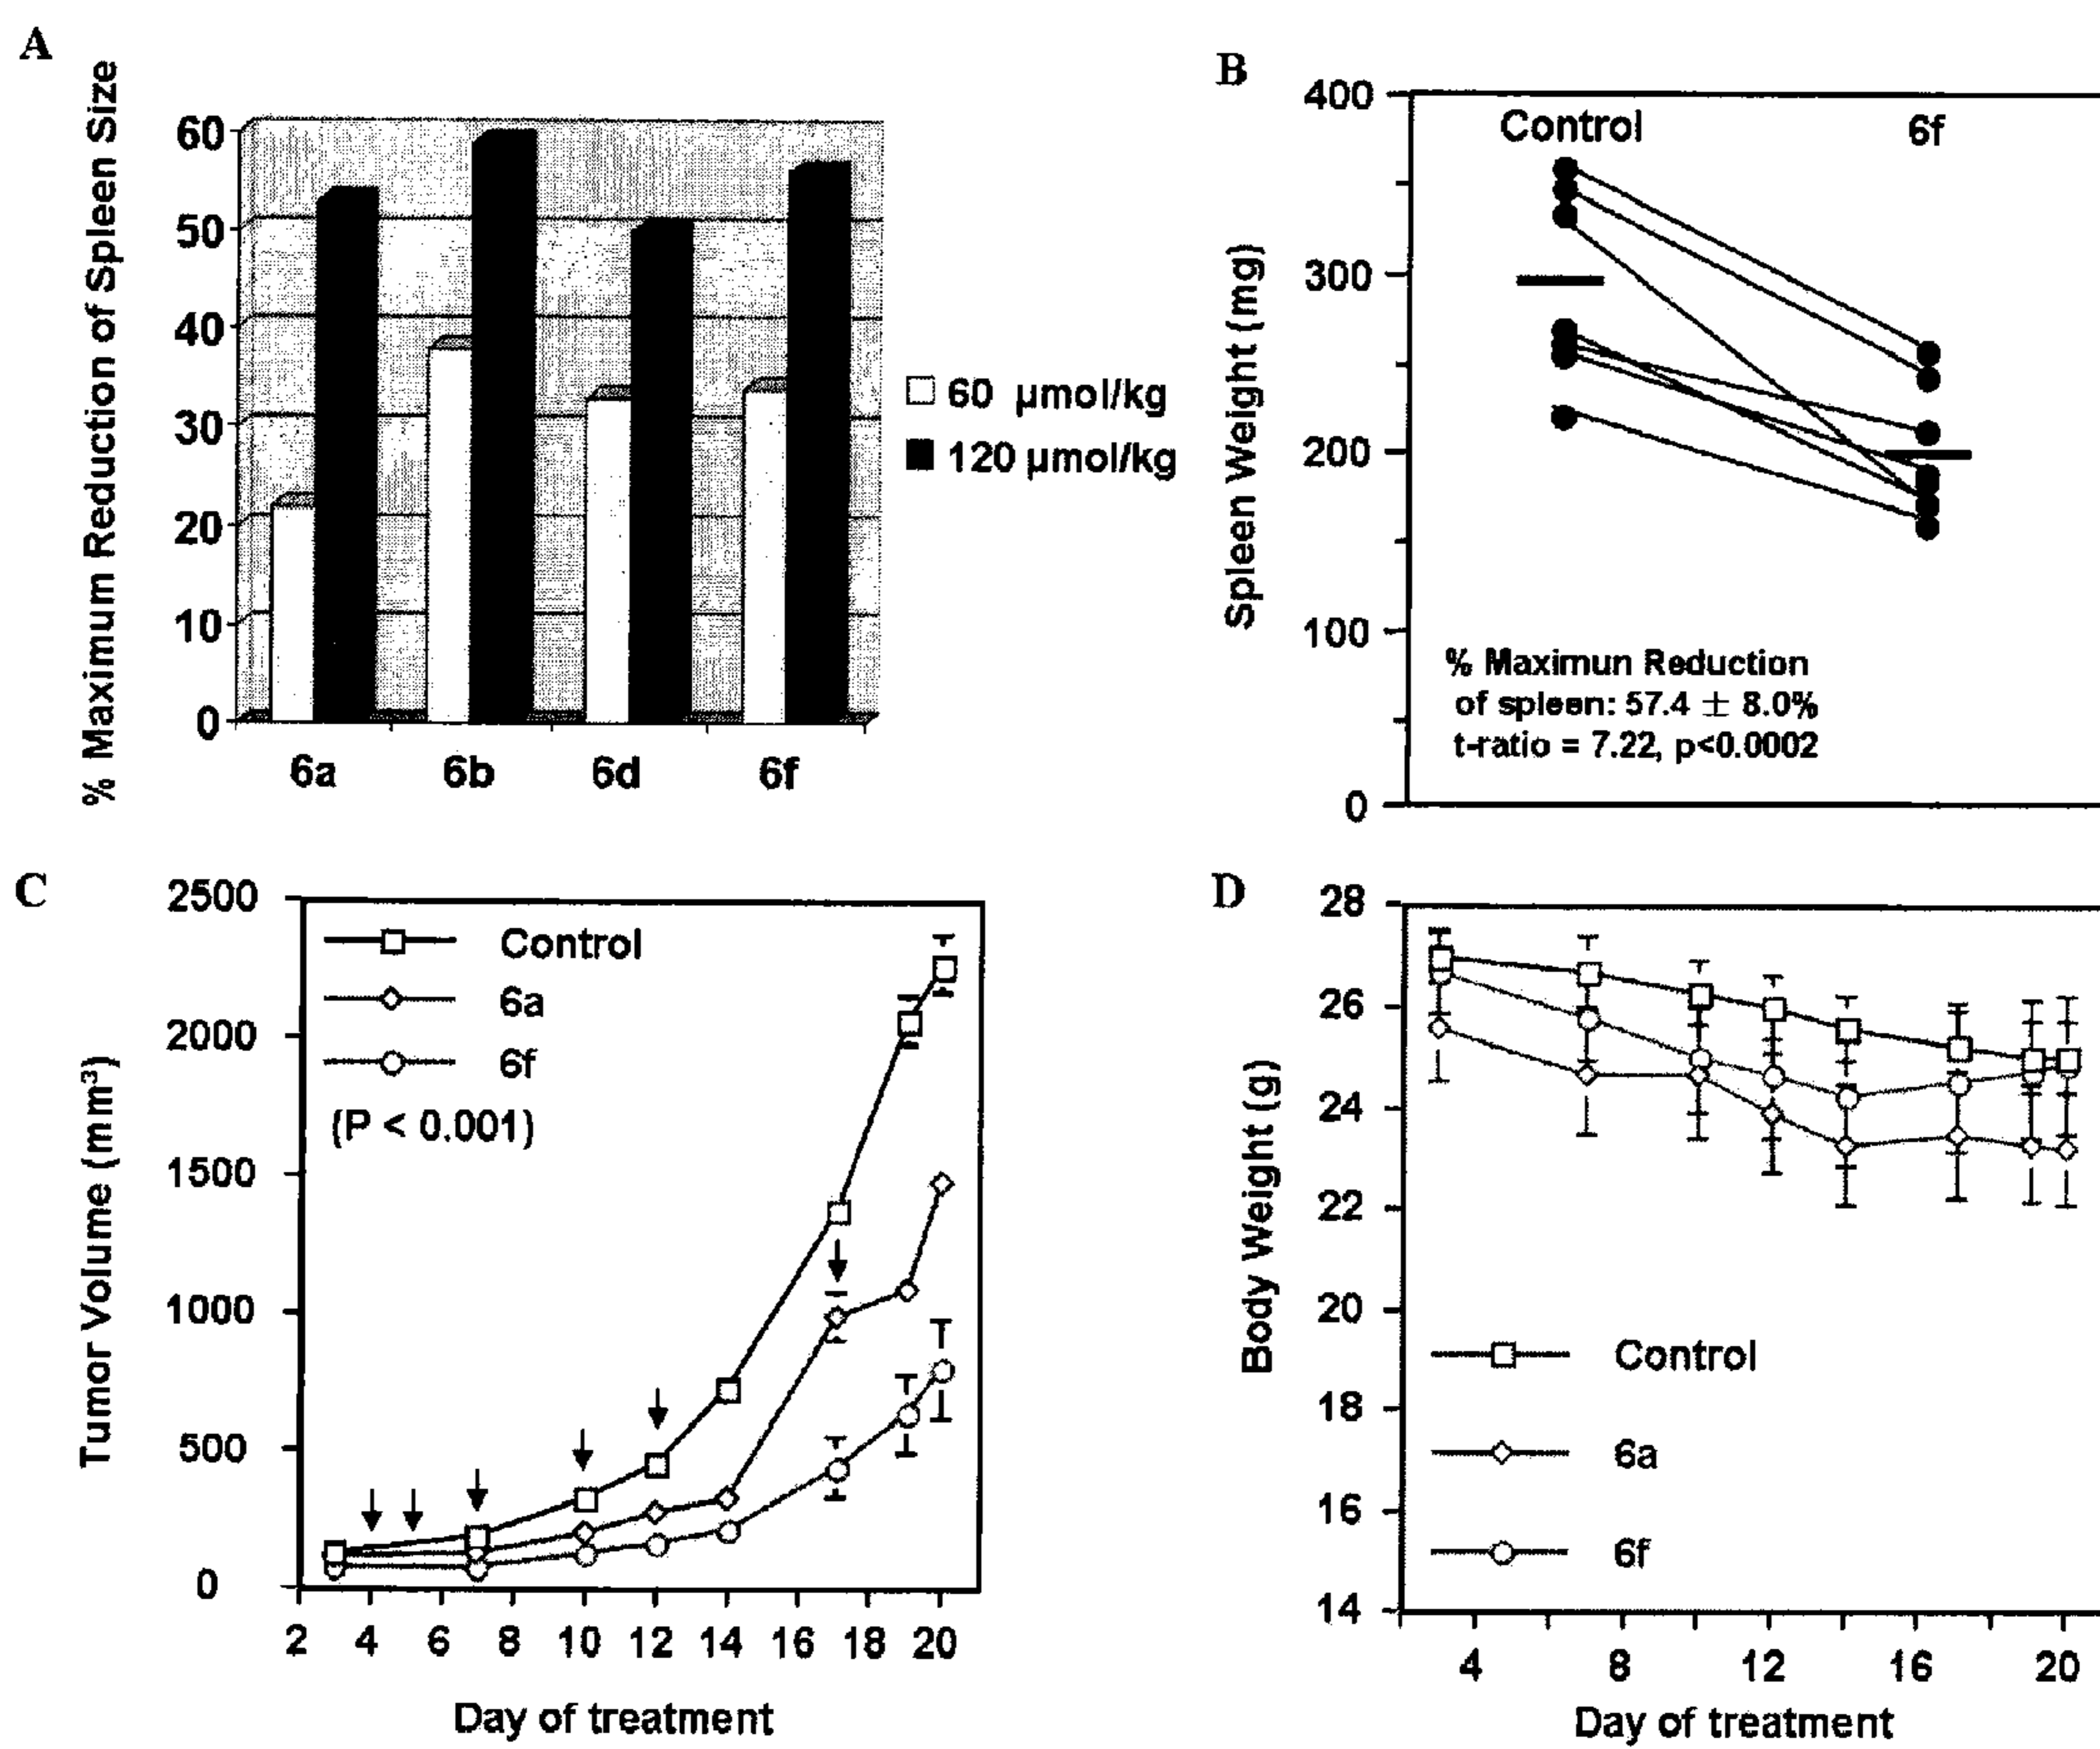 A
% Maximum Reduction of Spleen Size
60
50
40
30
20
10
0
6a 6b 6d 6f
60 µmol/kg
120 µmol/kg
B
Spleen Weight (mg)
400
300
200
100
0
Control 6f
% Maximun Reduction
of spleen: 57.4 ± 8.0%
t-ratio = 7.22, p<0.0002
C
Tumor Volume (mm³)
2500
2000
1500
1000
500
0
Control
6a
6f
(P < 0.001)
2 4 6 8 10 12 14 16 18 20
Day of treatment
D
Body Weight (g)
28
26
24
22
20
18
16
14
Control
6a
6f
4 8 12 16 20
Day of treatment